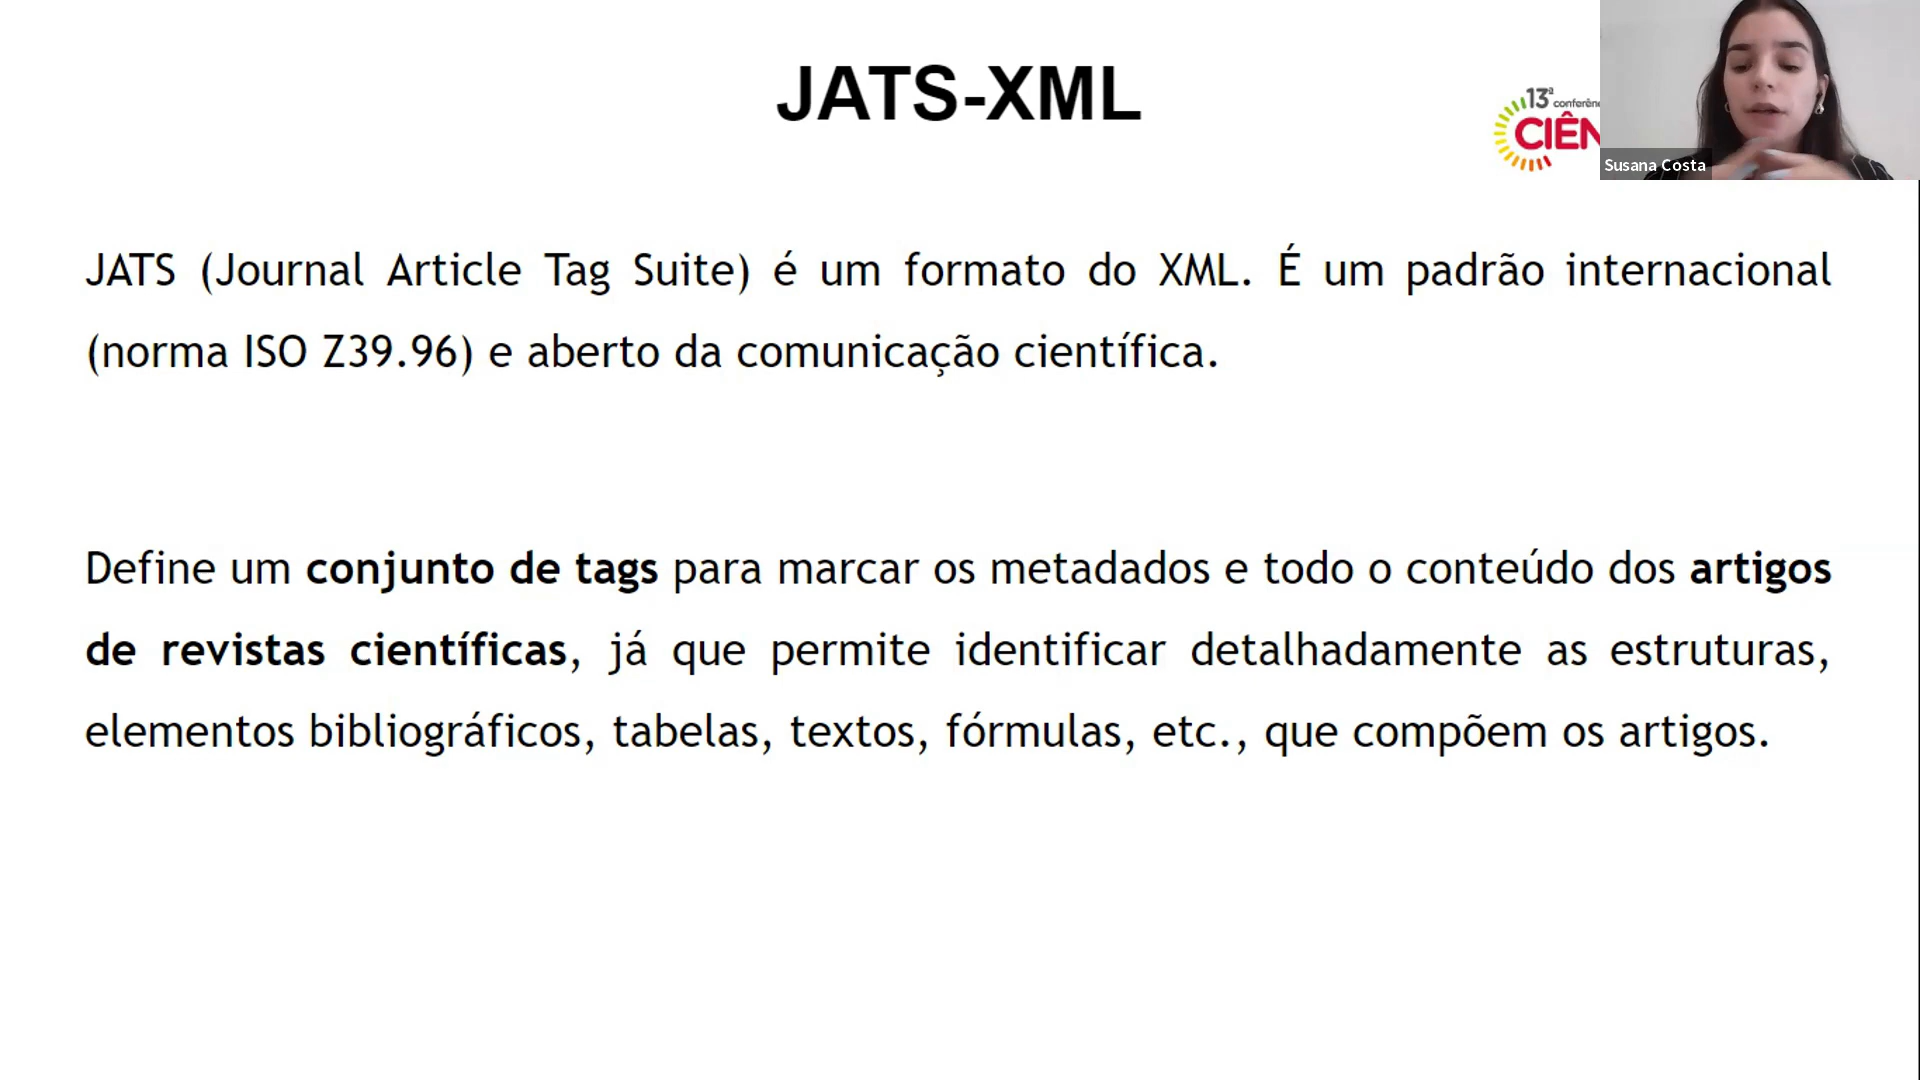 JATS-XML
13ª conferên
CIÊN
Susana Costa
JATS (Journal Article Tag Suite) é um formato do XML. É um padrão internacional
(norma ISO Z39.96) e aberto da comunicação científica.
Define um conjunto de tags para marcar os metadados e todo o conteúdo dos artigos
de revistas científicas, já que permite identificar detalhadamente as estruturas,
elementos bibliográficos, tabelas, textos, fórmulas, etc., que compõem os artigos.